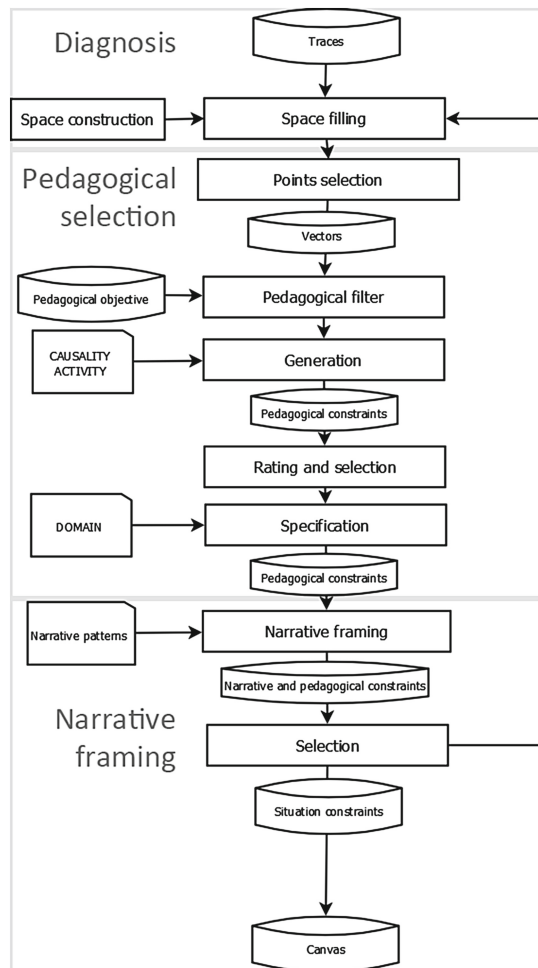 Diagnosis
Traces
Space construction
Space filling
Pedagogical
selection
Points selection
Vectors
Pedagogical objective
Pedagogical filter
CAUSALITY
ACTIVITY
Generation
Pedagogical constraints
Rating and selection
DOMAIN
Specification
Pedagogical constraints
Narrative patterns
Narrative framing
Narrative and pedagogical constraints
Narrative
framing
Selection
Situation constraints
Canvas